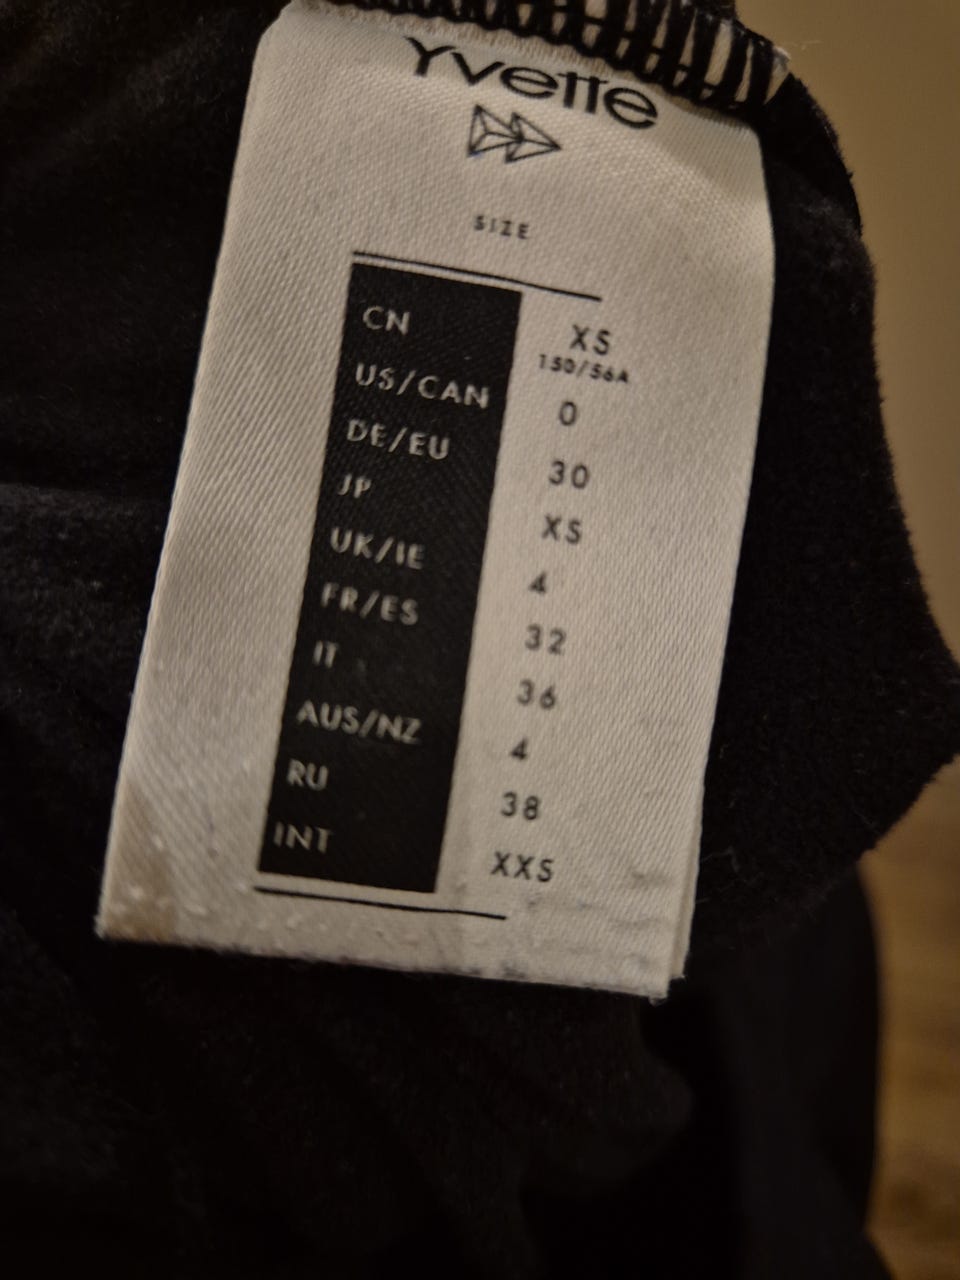 Yvette
SIZE
CN XS
150/56A
US/CAN 0
DE/EU 30
JP XS
UK/IE 4
FR/ES 32
IT 36
AUS/NZ 4
RU 38
INT XXS